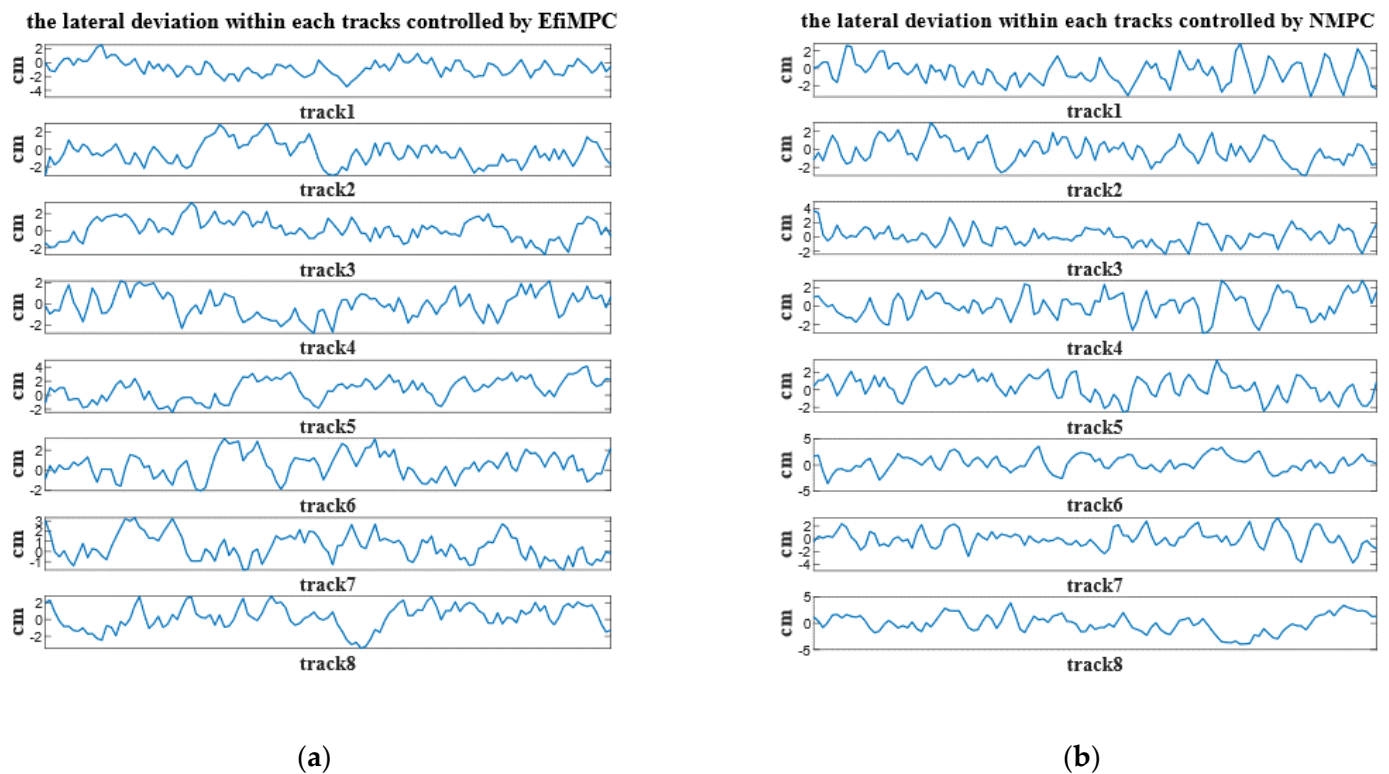 the lateral deviation within each tracks controlled by EfiMPC
cm
2
0
-2
-4
track1
cm
2
0
-2
track2
cm
2
0
-2
track3
cm
2
0
-2
track4
cm
4
2
0
-2
track5
cm
2
0
-2
track6
cm
3
2
1
0
-1
track7
cm
2
0
-2
track8
(a)
the lateral deviation within each tracks controlled by NMPC
cm
2
0
-2
track1
cm
2
0
-2
track2
cm
4
2
0
-2
track3
cm
2
0
-2
track4
cm
2
0
-2
track5
cm
5
0
-5
track6
cm
2
0
-2
-4
track7
cm
5
0
-5
track8
(b)